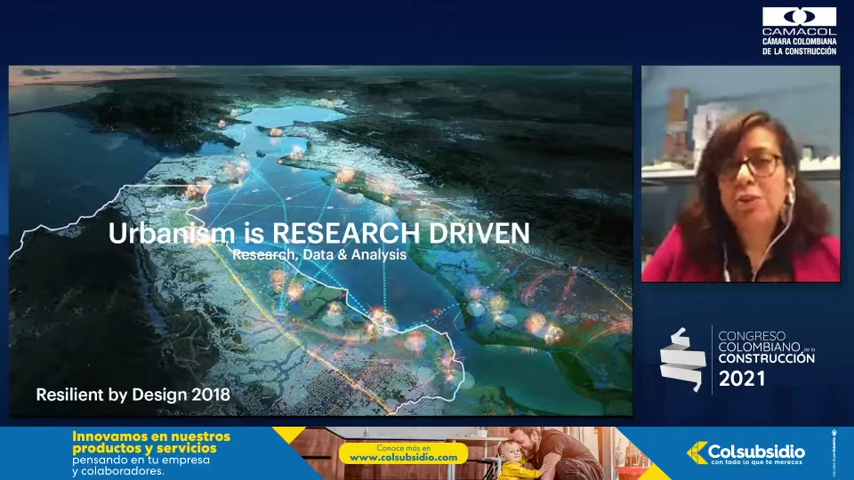 CAMACOL
CÁMARA COLOMBIANA
DE LA CONSTRUCCIÓN
Urbanism is RESEARCH DRIVEN
Research, Data & Analysis
Resilient by Design 2018
CONGRESO
COLOMBIANO de la
CONSTRUCCIÓN
2021
Innovamos en nuestros
productos y servicios
pensando en tu empresa
y colaboradores.
Conoce más en
www.colsubsidio.com
Colsubsidio
con todo lo que te mereces